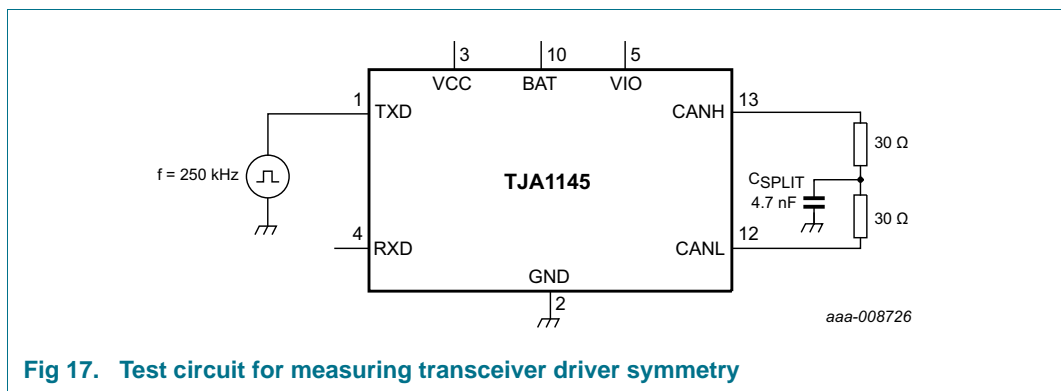 3 10 5
VCC BAT VIO
1 13
TXD CANH
30 Ω
f = 250 kHz
CSPLIT
TJA1145
4.7 nF
30 Ω
4 12
RXD CANL
GND
2
aaa-008726
Fig 17. Test circuit for measuring transceiver driver symmetry